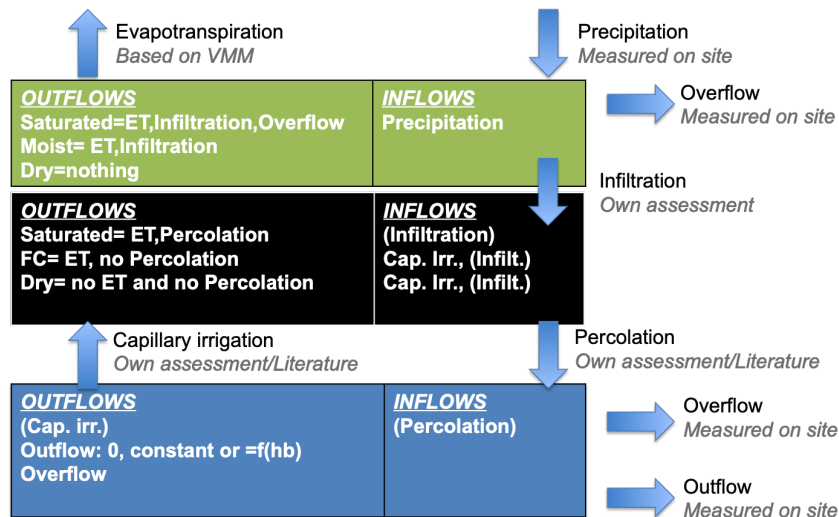 Evapotranspiration
Based on VMM
Precipitation
Measured on site
OUTFLOWS
Saturated=ET,Infiltration,Overflow
Moist= ET,Infiltration
Dry=nothing
INFLOWS
Precipitation
Overflow
Measured on site
Infiltration
Own assessment
OUTFLOWS
Saturated= ET,Percolation
FC= ET, no Percolation
Dry= no ET and no Percolation
INFLOWS
(Infiltration)
Cap. Irr., (Infilt.)
Cap. Irr., (Infilt.)
Capillary irrigation
Own assessment/Literature
Percolation
Own assessment/Literature
OUTFLOWS
(Cap. irr.)
Outflow: 0, constant or =f(hb)
Overflow
INFLOWS
(Percolation)
Overflow
Measured on site
Outflow
Measured on site